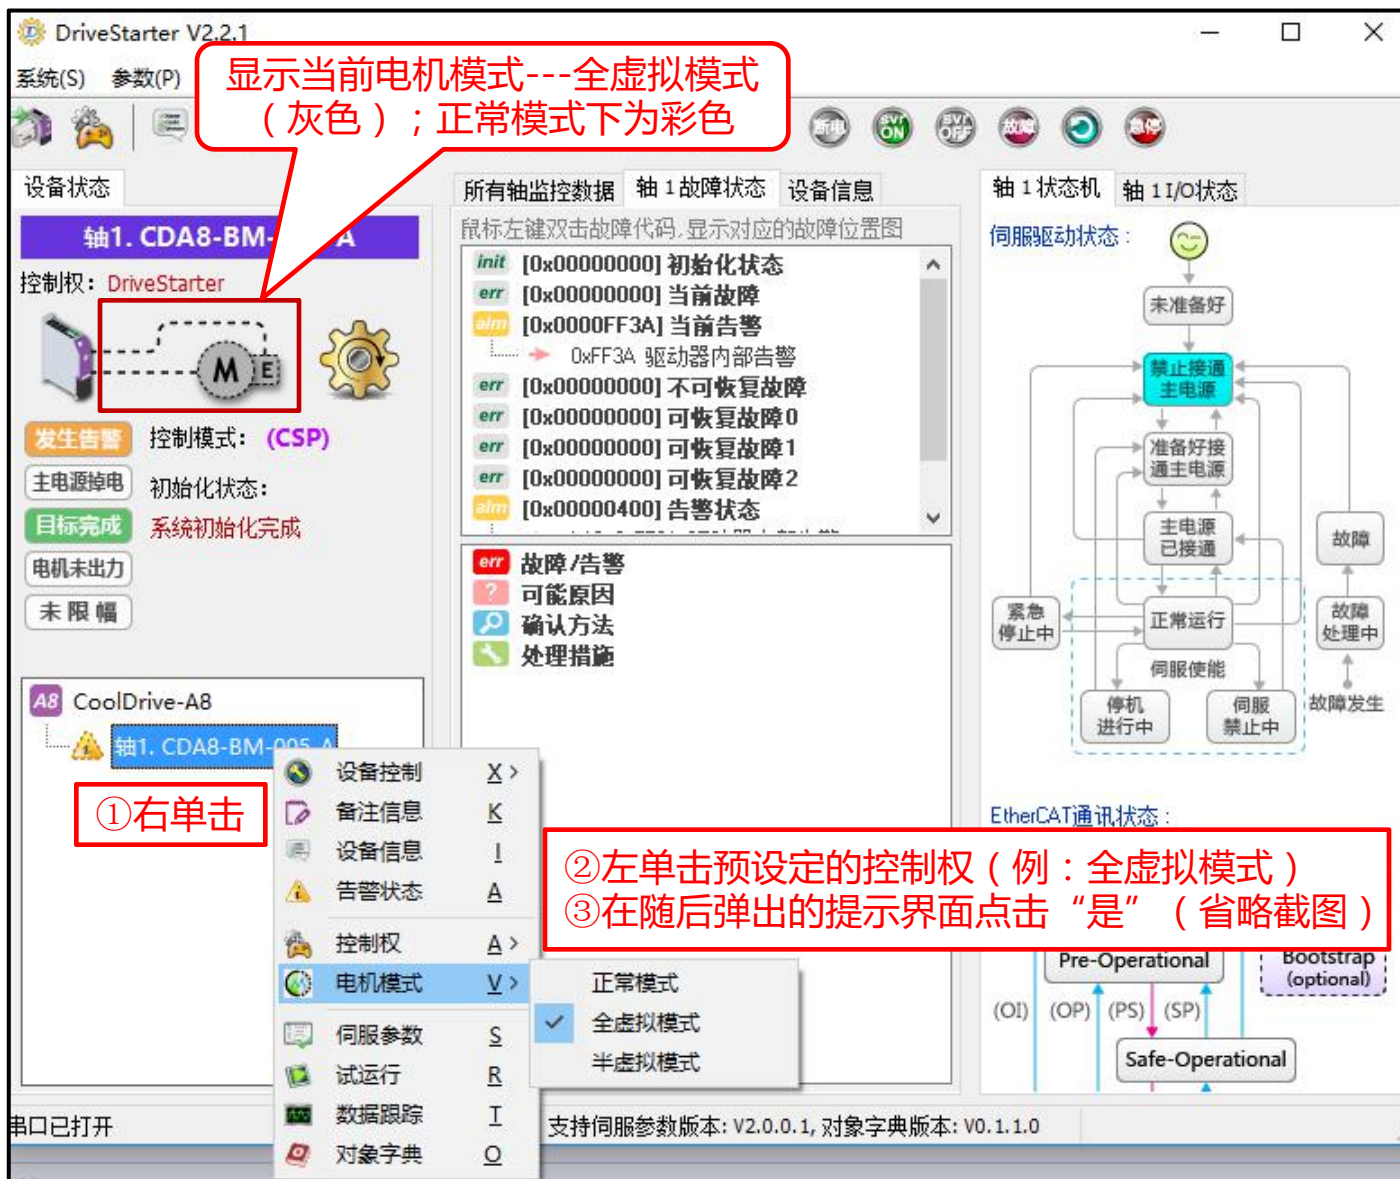 DriveStarter V2.2.1
系统(S) 参数(P)
显示当前电机模式---全虚拟模式
（灰色）；正常模式下为彩色
断电
svr ON
svr OFF
故障
急停
设备状态
轴1. CDA8-BM-
A
控制权: DriveStarter
M
E
发生告警
控制模式: (CSP)
主电源掉电
初始化状态:
目标完成
系统初始化完成
电机未出力
未 限 幅
A8 CoolDrive-A8
轴1. CDA8-BM-005-A
①右单击
设备控制 X >
备注信息 K
设备信息 I
告警状态 A
控制权 A >
电机模式 V >
伺服参数 S
试运行 R
数据跟踪 T
对象字典 O
正常模式
全虚拟模式
半虚拟模式
所有轴监控数据 轴 1 故障状态 设备信息
鼠标左键双击故障代码,显示对应的故障位置图
init [0x00000000] 初始化状态
err [0x00000000] 当前故障
alm [0x0000FF3A] 当前告警
0xFF3A 驱动器内部告警
err [0x00000000] 不可恢复故障
err [0x00000000] 可恢复故障0
err [0x00000000] 可恢复故障1
err [0x00000000] 可恢复故障2
alm [0x00000400] 告警状态
err 故障/告警
? 可能原因
确认方法
处理措施
②左单击预设定的控制权（例：全虚拟模式）
③在随后弹出的提示界面点击“是”（省略截图）
轴 1 状态机 轴 1 I/O状态
伺服驱动状态：
未准备好
禁止接通
主电源
准备好接
通主电源
主电源
已接通
故障
紧急
停止中
正常运行
故障
处理中
伺服使能
停机
进行中
伺服
禁止中
故障发生
EtherCAT通讯状态：
Pre-Operational
Bootstrap
(optional)
(OI) (OP) (PS) (SP)
Safe-Operational
串口已打开
支持伺服参数版本: V2.0.0.1, 对象字典版本: V0.1.1.0